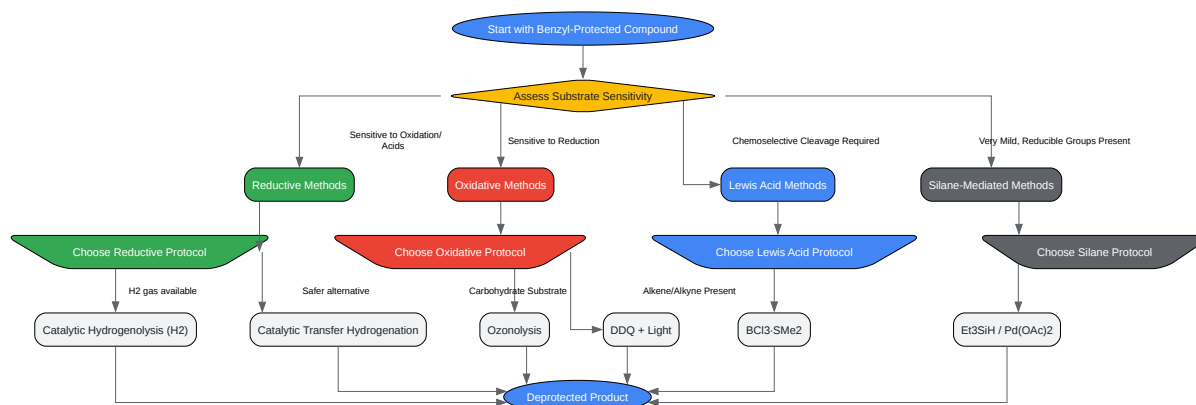 Start with Benzyl-Protected Compound
Assess Substrate Sensitivity
Sensitive to Oxidation/
Acids
Sensitive to Reduction
Chemoselective Cleavage Required
Very Mild, Reducible Groups Present
Reductive Methods
Oxidative Methods
Lewis Acid Methods
Silane-Mediated Methods
Choose Reductive Protocol
Choose Oxidative Protocol
Choose Lewis Acid Protocol
Choose Silane Protocol
H2 gas available
Safer alternative
Carbohydrate Substrate
Alkene/Alkyne Present
Catalytic Hydrogenolysis (H2)
Catalytic Transfer Hydrogenation
Ozonolysis
DDQ + Light
BCl3·SMe2
Et3SiH / Pd(OAc)2
Deprotected Product